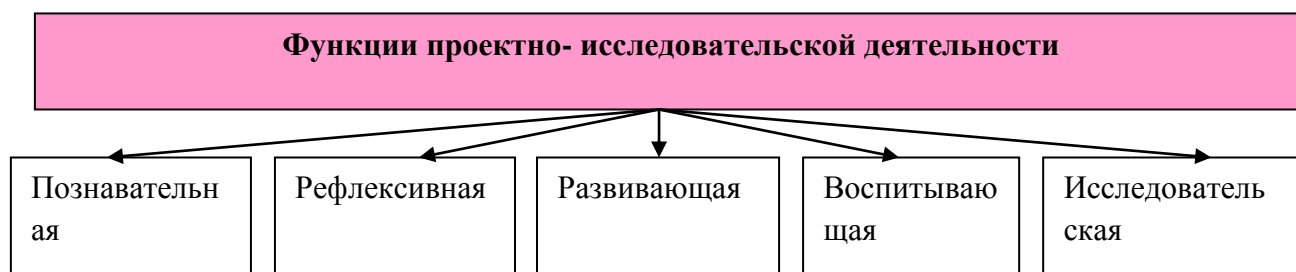 Функции проектно- исследовательской деятельности
Познавательн
ая
Рефлексивная
Развивающая
Воспитываю
щая
Исследователь
ская